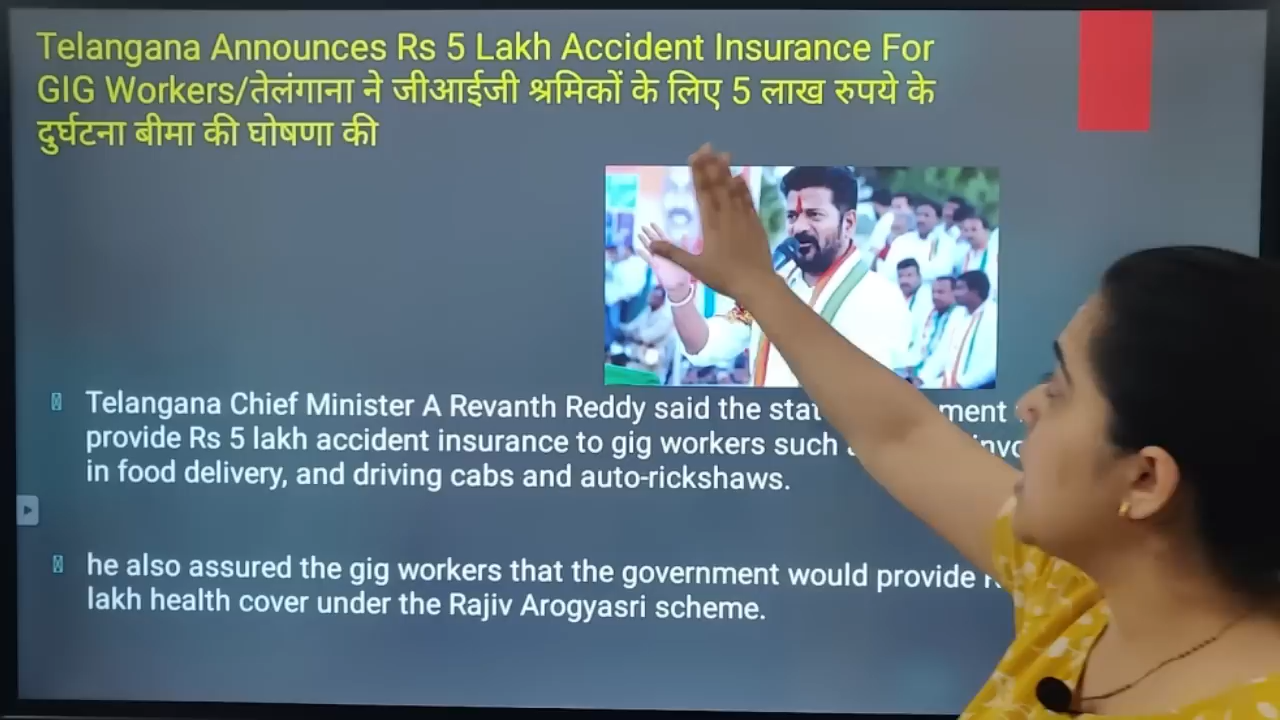 Telangana Announces Rs 5 Lakh Accident Insurance For
GIG Workers/तेलंगाना ने जीआईजी श्रमिकों के लिए 5 लाख रुपये के
दुर्घटना बीमा की घोषणा की
Telangana Chief Minister A Revanth Reddy said the
provide Rs 5 lakh accident insurance to gig workers such
in food delivery, and driving cabs and auto-rickshaws.
he also assured the gig workers that the government would provide
lakh health cover under the Rajiv Arogyasri scheme.